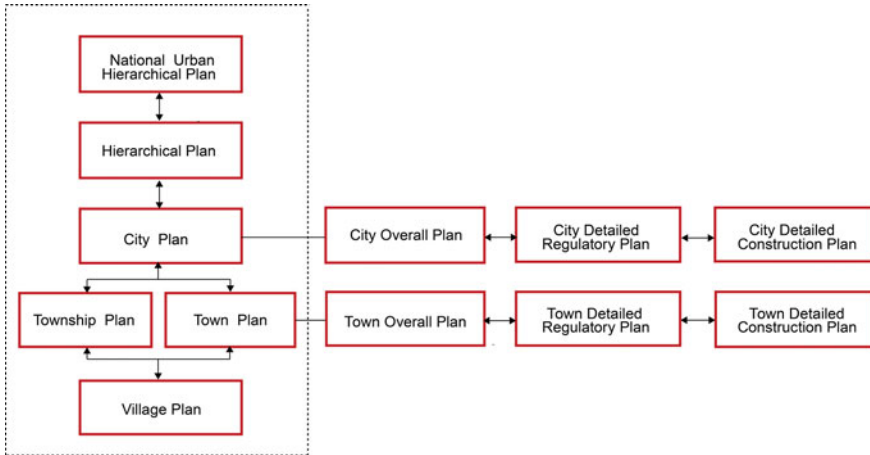 National Urban
Hierarchical Plan
Hierarchical Plan
City Plan
City Overall Plan
City Detailed
Regulatory Plan
City Detailed
Construction Plan
Township Plan
Town Plan
Town Overall Plan
Town Detailed
Regulatory Plan
Town Detailed
Construction Plan
Village Plan